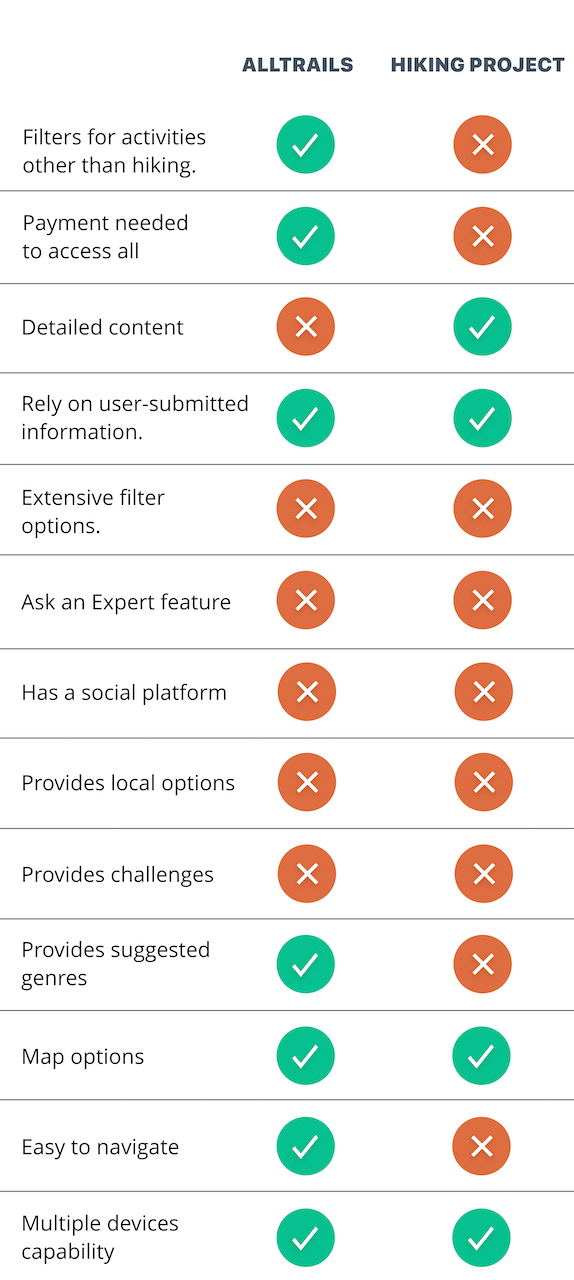 ALLTRAILS HIKING PROJECT
Filters for activities
other than hiking.
Payment needed
to access all
Detailed content
Rely on user-submitted
information.
Extensive filter
options.
Ask an Expert feature
Has a social platform
Provides local options
Provides challenges
Provides suggested
genres
Map options
Easy to navigate
Multiple devices
capability